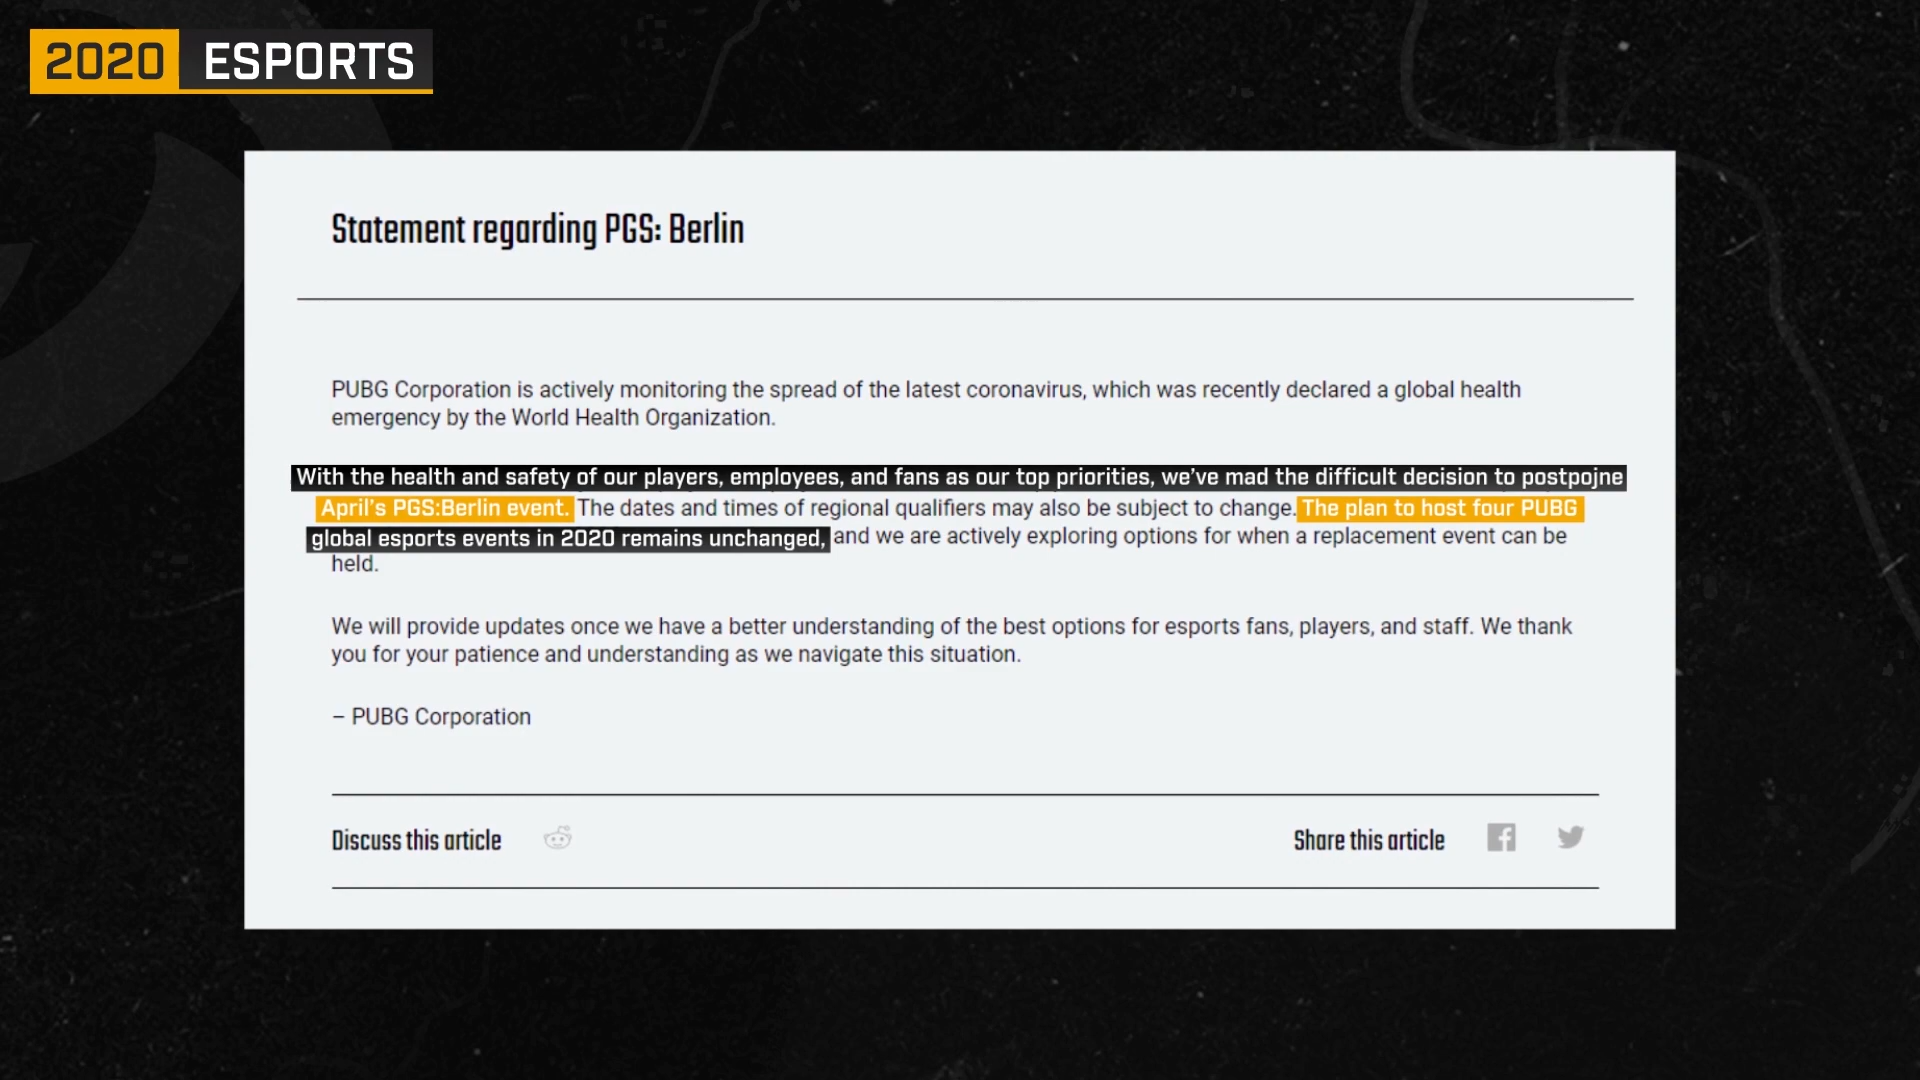 2020 ESPORTS
Statement regarding PGS: Berlin
PUBG Corporation is actively monitoring the spread of the latest coronavirus, which was recently declared a global health
emergency by the World Health Organization.
With the health and safety of our players, employees, and fans as our top priorities, we've mad the difficult decision to postpojne
April's PGS:Berlin event. The dates and times of regional qualifiers may also be subject to change. The plan to host four PUBG
global esports events in 2020 remains unchanged, and we are actively exploring options for when a replacement event can be
held.
We will provide updates once we have a better understanding of the best options for esports fans, players, and staff. We thank
you for your patience and understanding as we navigate this situation.
– PUBG Corporation
Discuss this article Share this article